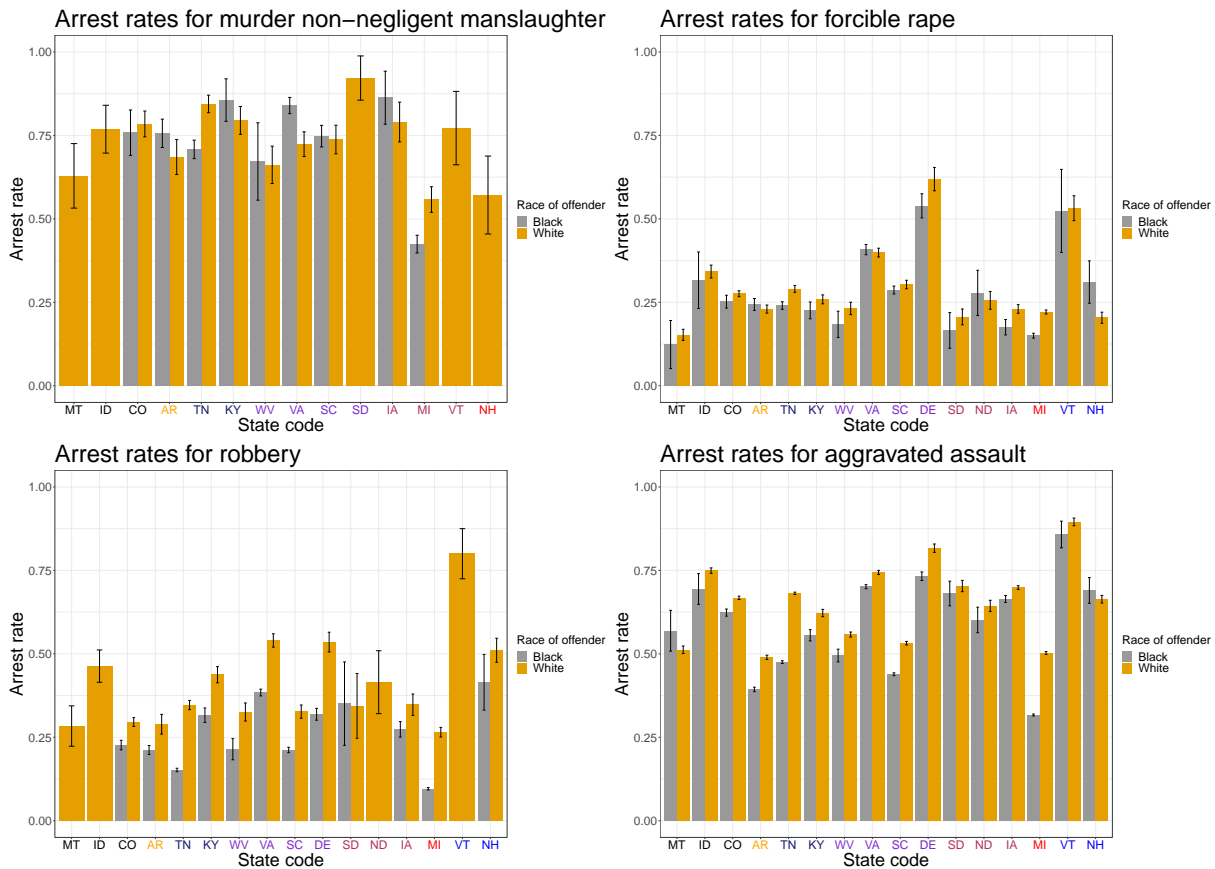 Arrest rates for murder non−negligent manslaughter
1.00
0.75
0.50
0.25
0.00
Arrest rate
MT ID CO AR TN KY WV VA SC SD IA MI VT NH
State code
Race of offender
Black
White
Arrest rates for forcible rape
1.00
0.75
0.50
0.25
0.00
Arrest rate
MT ID CO AR TN KY WV VA SC DE SD ND IA MI VT NH
State code
Race of offender
Black
White
Arrest rates for robbery
1.00
0.75
0.50
0.25
0.00
Arrest rate
MT ID CO AR TN KY WV VA SC DE SD ND IA MI VT NH
State code
Race of offender
Black
White
Arrest rates for aggravated assault
1.00
0.75
0.50
0.25
0.00
Arrest rate
MT ID CO AR TN KY WV VA SC DE SD ND IA MI VT NH
State code
Race of offender
Black
White